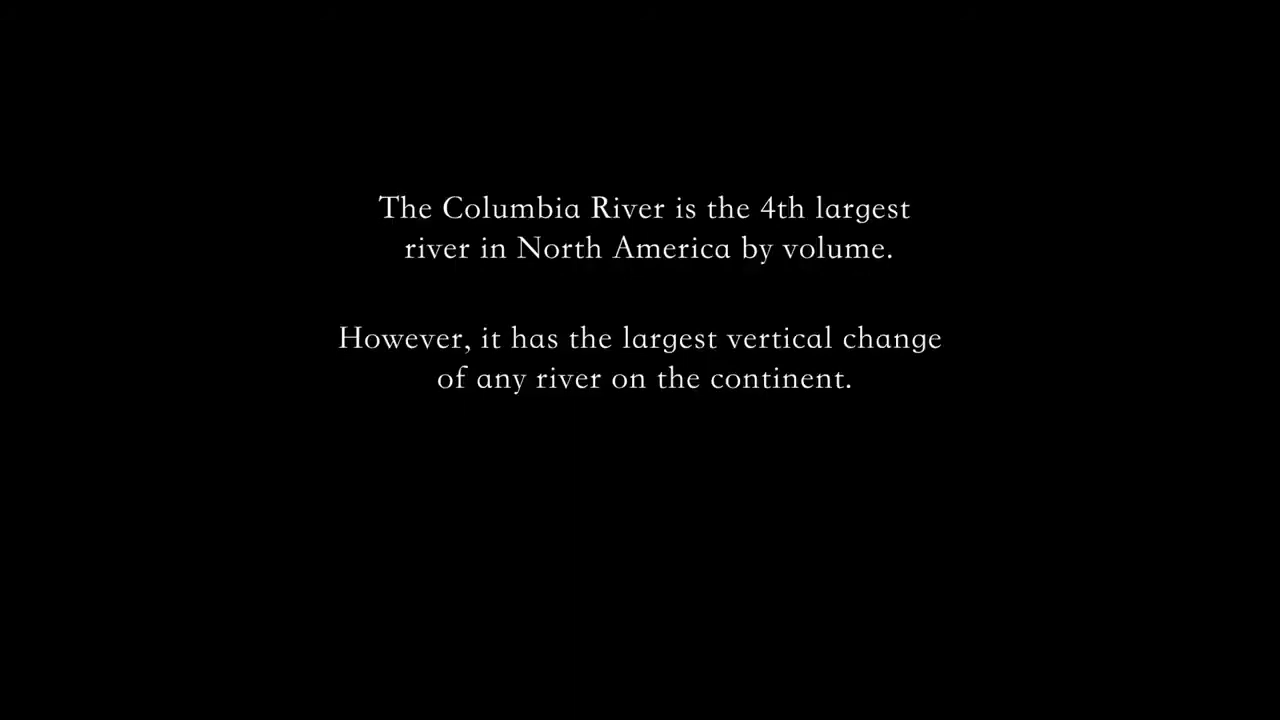 The Columbia River is the 4th largest
river in North America by volume.
However, it has the largest vertical change
of any river on the continent.